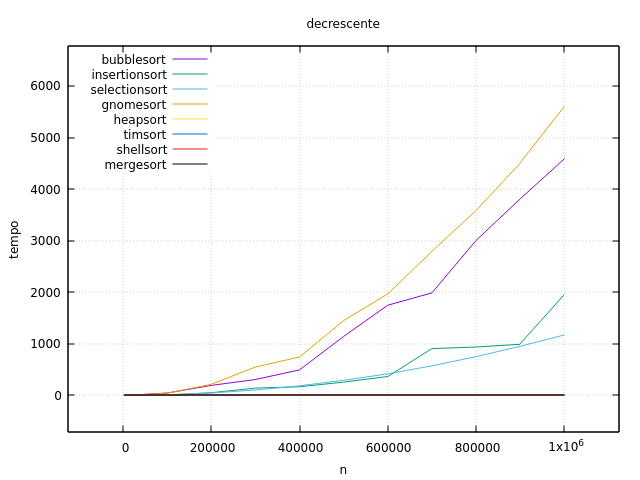 decrescente
bubblesort
insertionsort
selectionsort
gnomesort
heapsort
timsort
shellsort
mergesort
6000
5000
4000
3000
2000
1000
0
tempo
0 200000 400000 600000 800000 1x10⁶
n